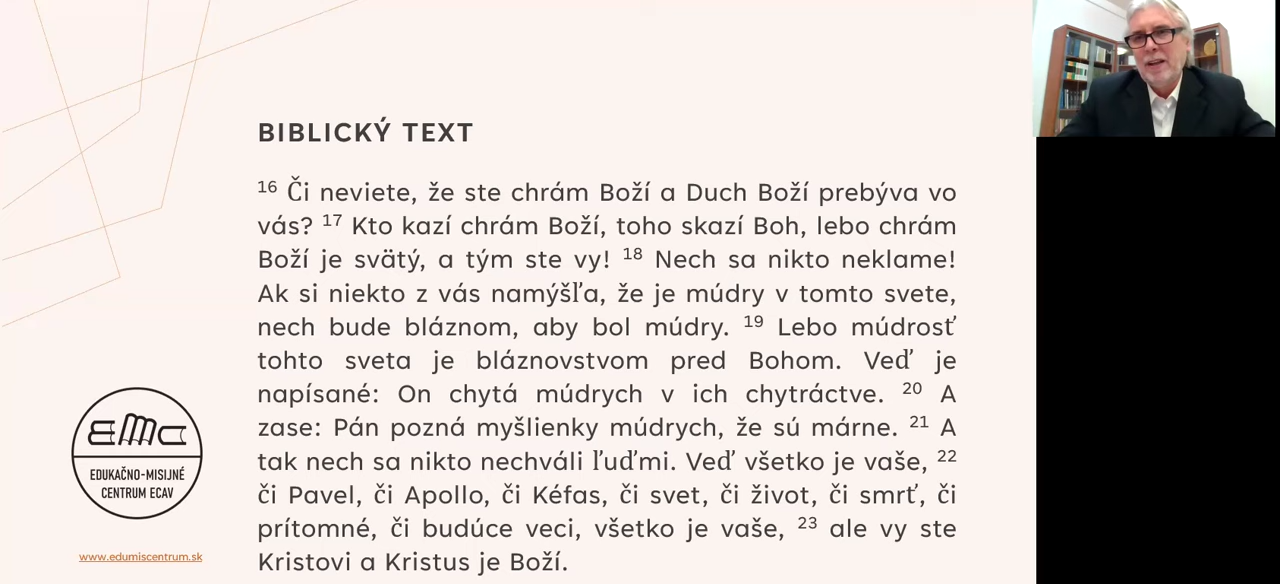 BIBLICKÝ TEXT
¹⁶ Či neviete, že ste chrám Boží a Duch Boží prebýva vo
vás? ¹⁷ Kto kazí chrám Boží, toho skazí Boh, lebo chrám
Boží je svätý, a tým ste vy! ¹⁸ Nech sa nikto neklame!
Ak si niekto z vás namýšľa, že je múdry v tomto svete,
nech bude bláznom, aby bol múdry. ¹⁹ Lebo múdrosť
tohto sveta je bláznovstvom pred Bohom. Veď je
napísané: On chytá múdrych v ich chytráctve. ²⁰ A
zase: Pán pozná myšlienky múdrych, že sú márne. ²¹ A
tak nech sa nikto nechváli ľuďmi. Veď všetko je vaše, ²²
či Pavel, či Apollo, či Kéfas, či svet, či život, či smrť, či
prítomné, či budúce veci, všetko je vaše, ²³ ale vy ste
Kristovi a Kristus je Boží.
EMC
EDUKAČNO-MISIJNÉ
CENTRUM ECAV
www.edumiscentrum.sk